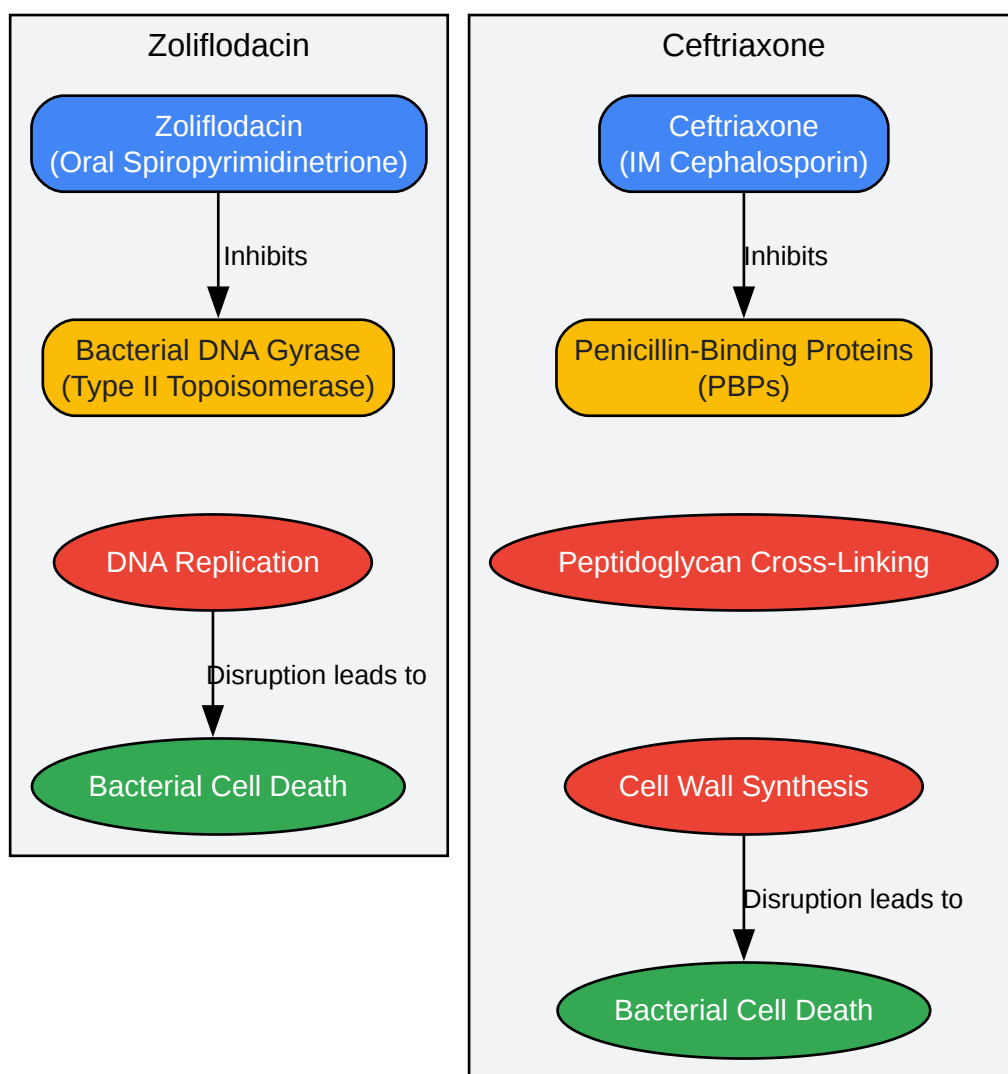 Zoliflodacin
Zoliflodacin
(Oral Spiropyrimidinetrione)
Inhibits
Bacterial DNA Gyrase
(Type II Topoisomerase)
DNA Replication
Disruption leads to
Bacterial Cell Death
Ceftriaxone
Ceftriaxone
(IM Cephalosporin)
Inhibits
Penicillin-Binding Proteins
(PBPs)
Peptidoglycan Cross-Linking
Cell Wall Synthesis
Disruption leads to
Bacterial Cell Death